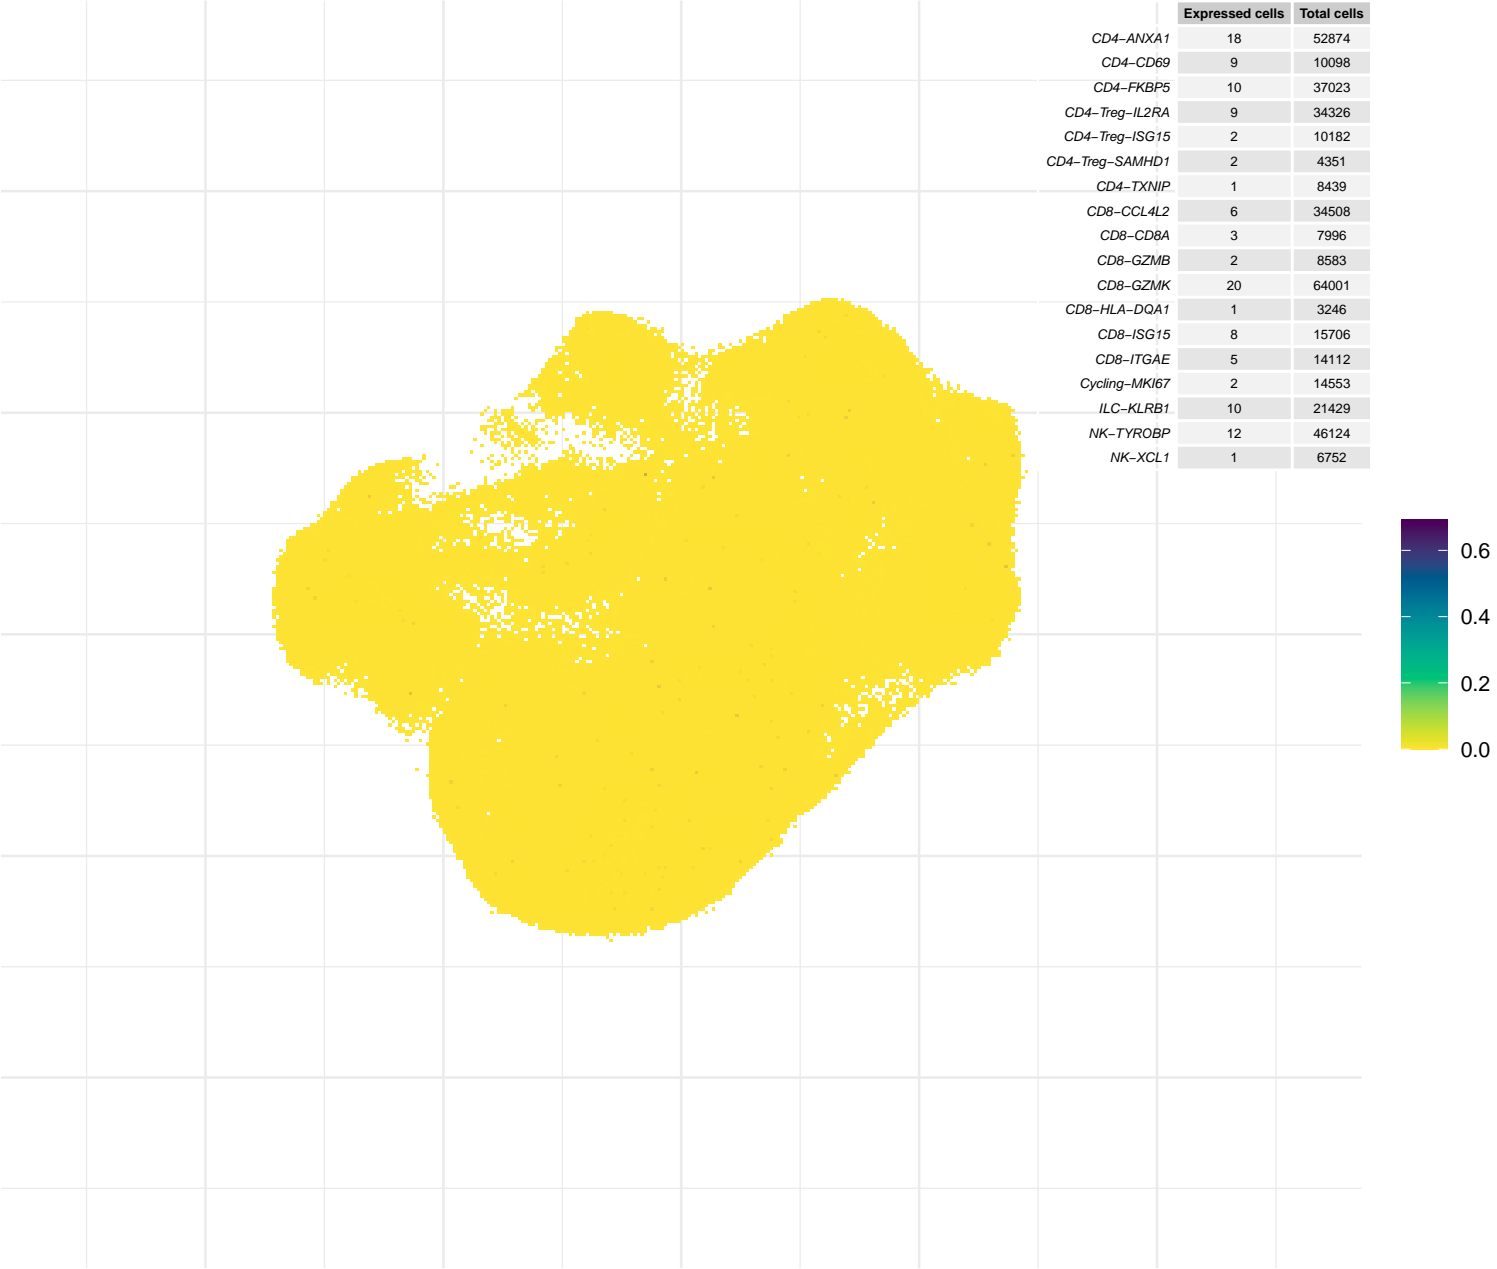 Expressed cells Total cells
CD4−ANXA1 18 52874
CD4−CD69 9 10098
CD4−FKBP5 10 37023
CD4−Treg−IL2RA 9 34326
CD4−Treg−ISG15 2 10182
CD4−Treg−SAMHD1 2 4351
CD4−TXNIP 1 8439
CD8−CCL4L2 6 34508
CD8−CD8A 3 7996
CD8−GZMB 2 8583
CD8−GZMK 20 64001
CD8−HLA−DQA1 1 3246
CD8−ISG15 8 15706
CD8−ITGAE 5 14112
Cycling−MKI67 2 14553
ILC−KLRB1 10 21429
NK−TYROBP 12 46124
NK−XCL1 1 6752
0.6
0.4
0.2
0.0